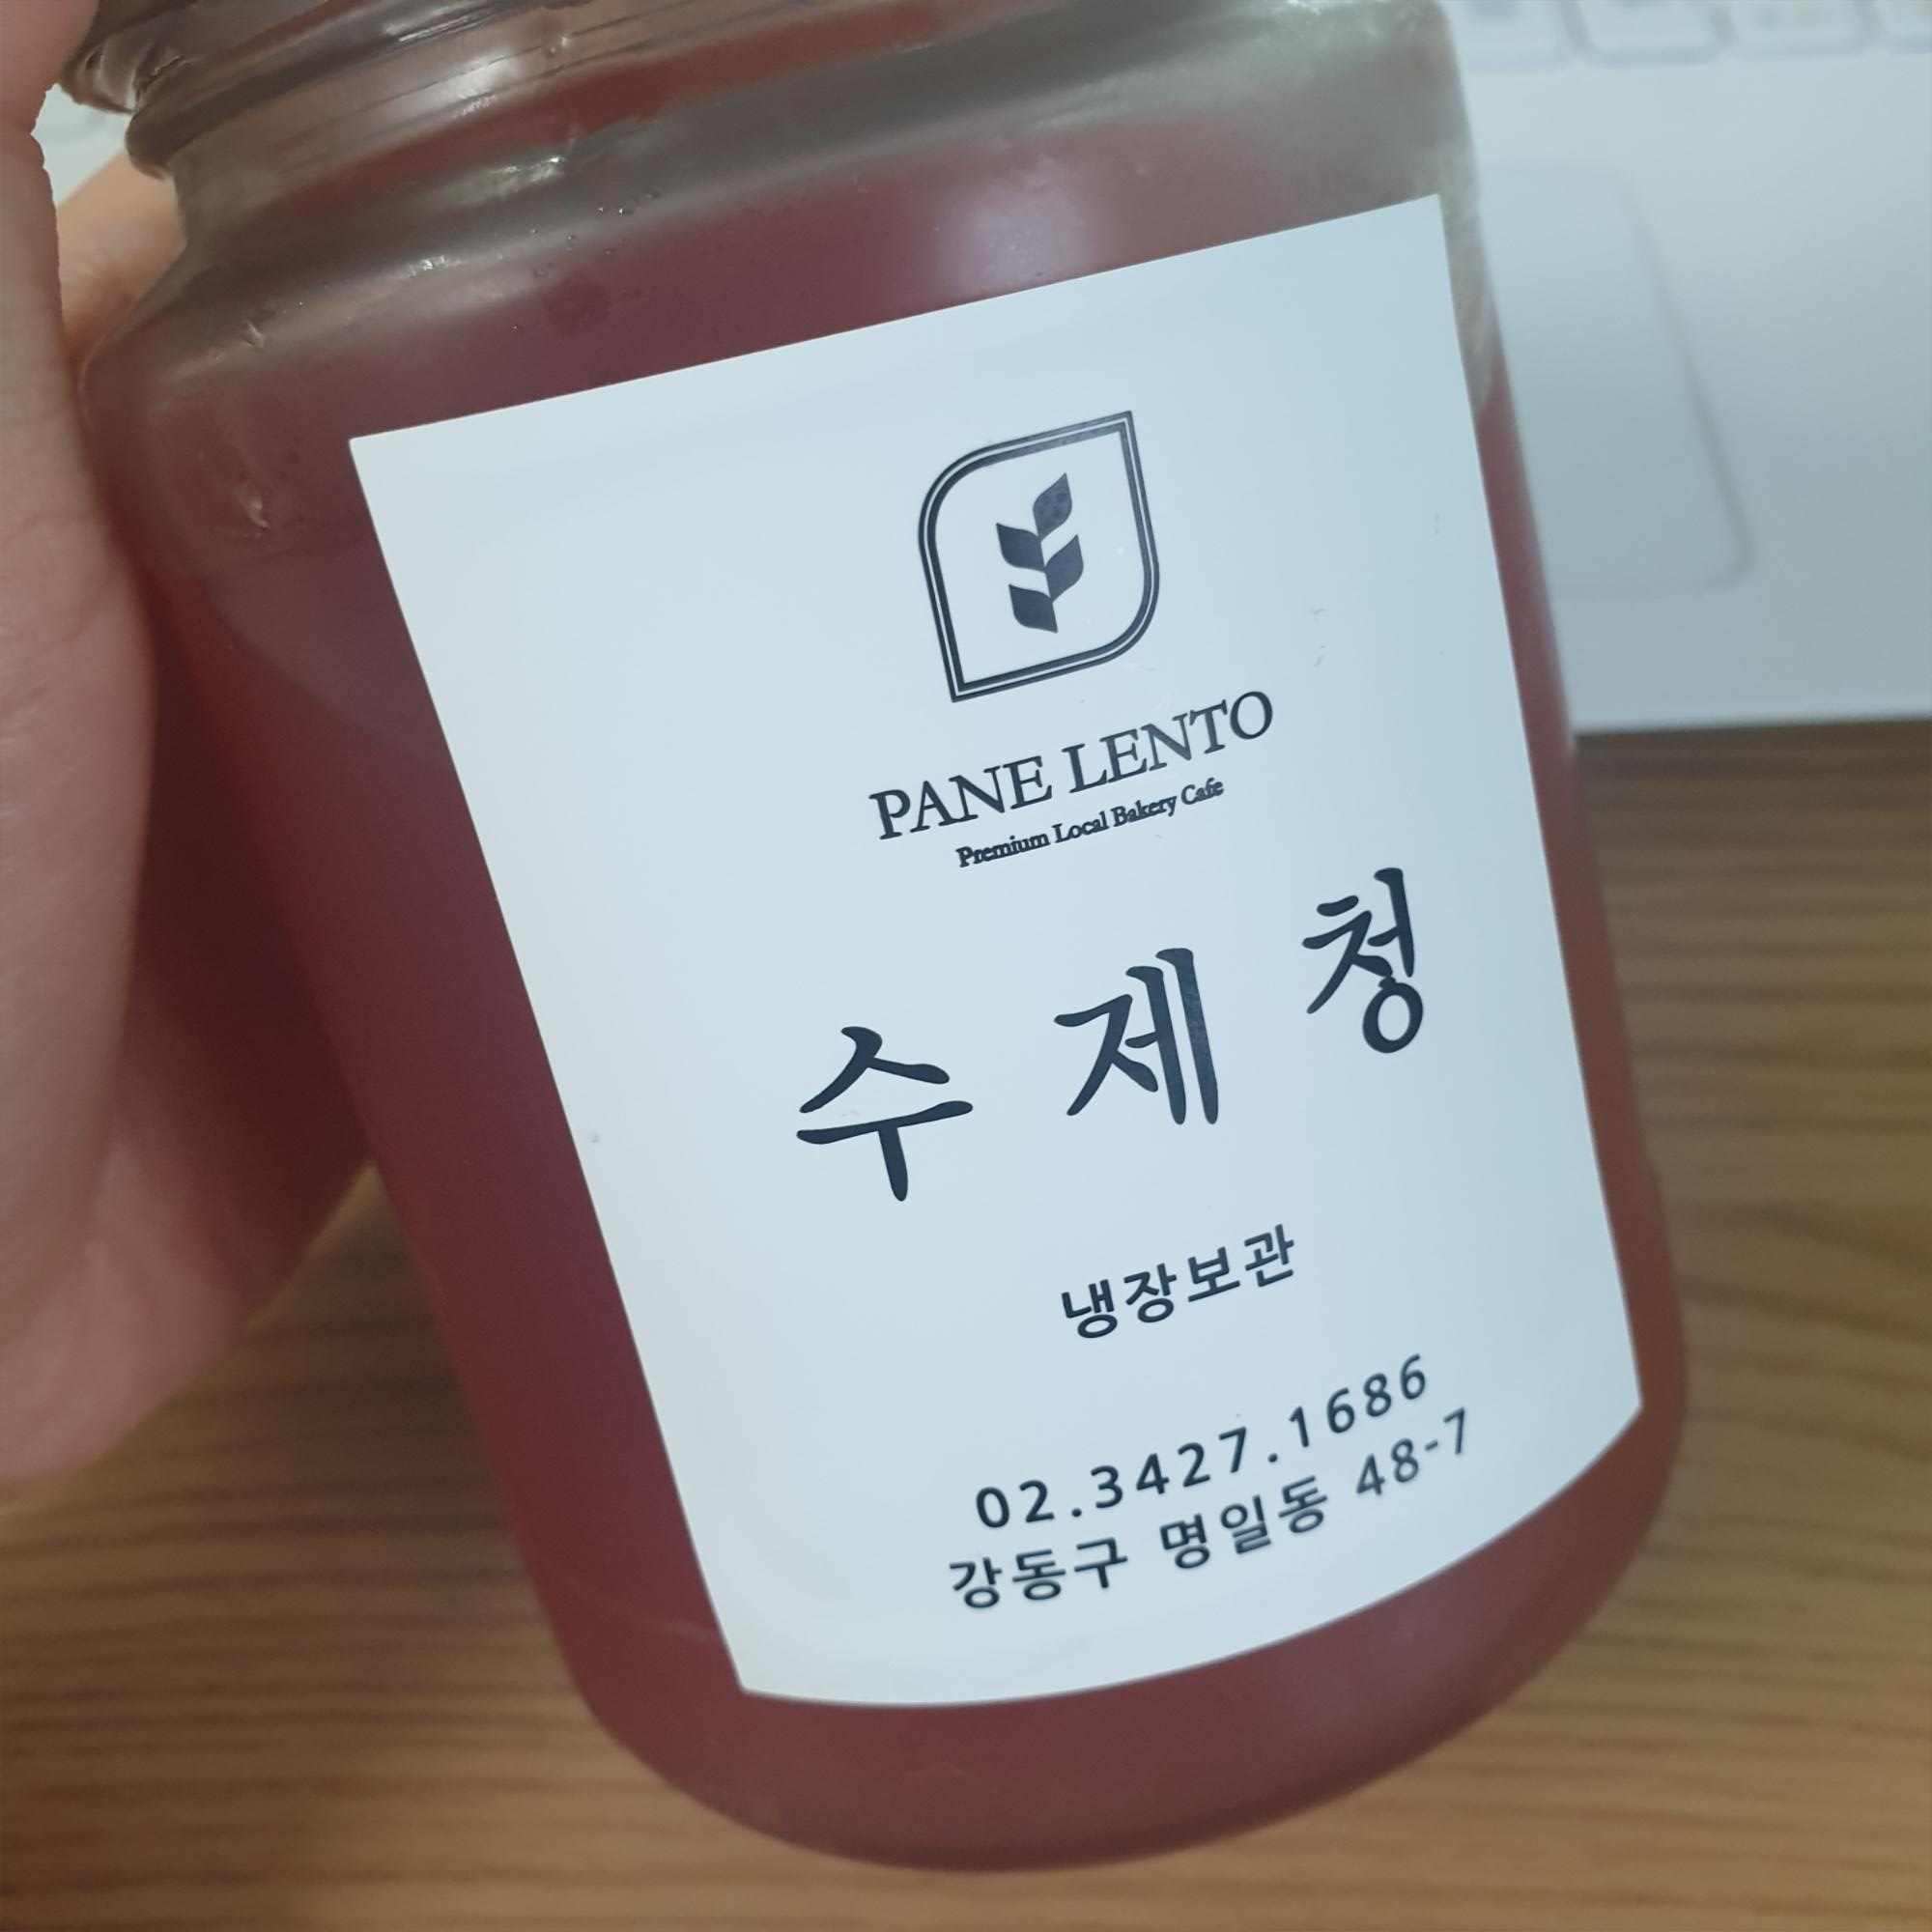 PANE LENTO
Premium Local Bakery Cafe
수제청
냉장보관
02.3427.1686
강동구 명일동 48-7